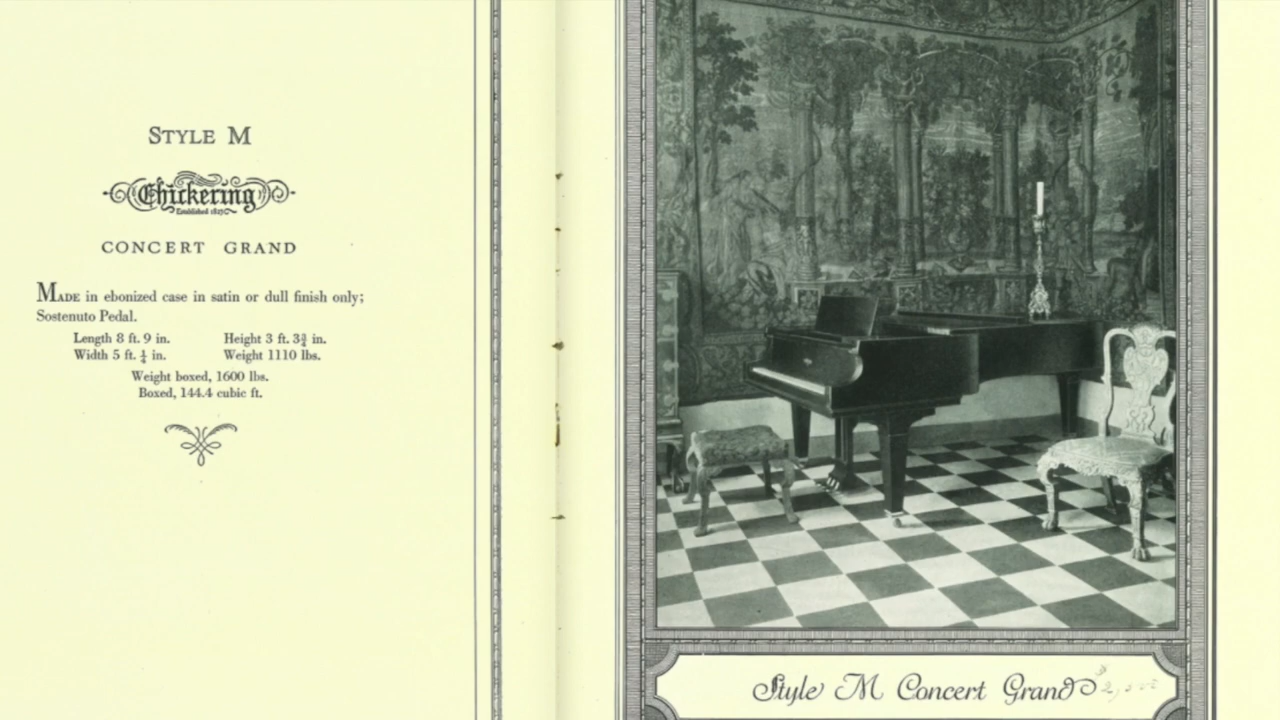 STYLE M
Chickering
Established 1823
CONCERT GRAND
MADE in ebonized case in satin or dull finish only;
Sostenuto Pedal.
Length 8 ft. 9 in. Height 3 ft. 3¾ in.
Width 5 ft. ¼ in. Weight 1110 lbs.
Weight boxed, 1600 lbs.
Boxed, 144.4 cubic ft.
Style M Concert Grand